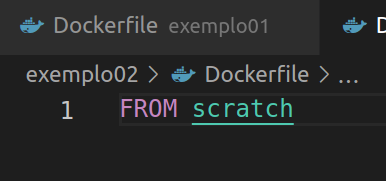 Dockerfile exemplo01 D
exemplo02 > Dockerfile > ...
1 FROM scratch